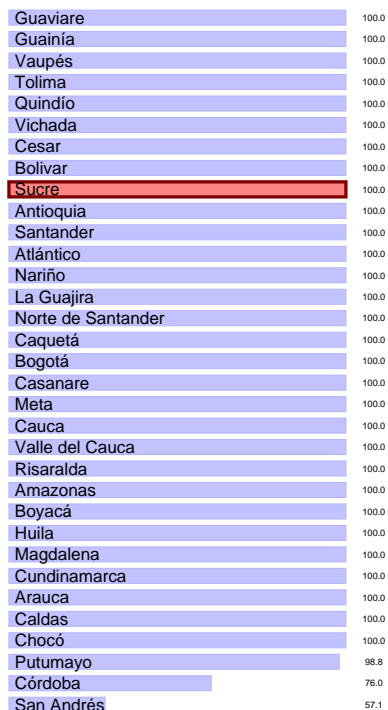 Guaviare 100.0
Guainía 100.0
Vaupés 100.0
Tolima 100.0
Quindío 100.0
Vichada 100.0
Cesar 100.0
Bolivar 100.0
Sucre 100.0
Antioquia 100.0
Santander 100.0
Atlántico 100.0
Nariño 100.0
La Guajira 100.0
Norte de Santander 100.0
Caquetá 100.0
Bogotá 100.0
Casanare 100.0
Meta 100.0
Cauca 100.0
Valle del Cauca 100.0
Risaralda 100.0
Amazonas 100.0
Boyacá 100.0
Huila 100.0
Magdalena 100.0
Cundinamarca 100.0
Arauca 100.0
Caldas 100.0
Chocó 100.0
Putumayo 98.8
Córdoba 76.0
San Andrés 57.1